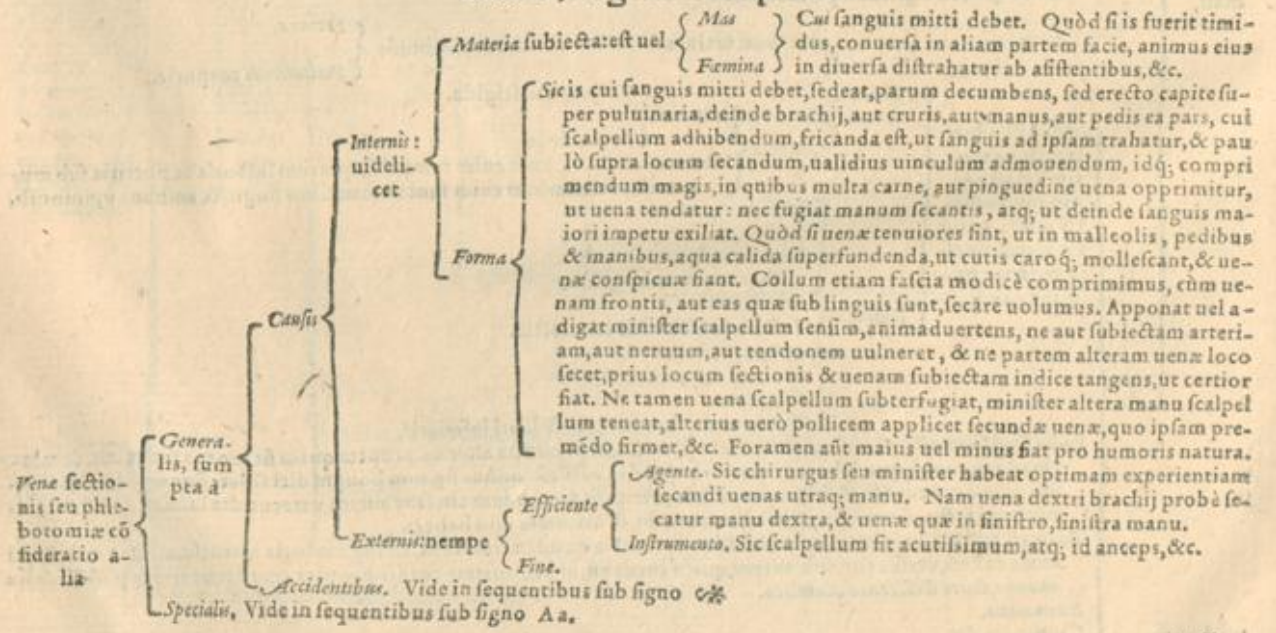 Materia subiecta: est uel
Mas
Fœmina
Cui sanguis mitti debet. Quòd si is fuerit timi-
dus, conuersa in aliam partem facie, animus eius
in diuersa distrahatur ab assistentibus, &c.
Sic is cui sanguis mitti debet, sedeat, parum decumbens, sed erecto capite su-
per puluinaria, deinde brachij, aut cruris, aut manus, aut pedis ea pars, cui
scalpellum adhibendum, fricanda est, ut sanguis ad ipsam trahatur, & pau
lò supra locum secandum, ualidius uinculum admouendum, idq; compri
mendum magis, in quibus multa carne, aut pinguedine uena opprimitur,
ut uena tendatur: nec fugiat manum secantis, atq; ut deinde sanguis ma-
iori impetu exiliat. Quòd si uenæ tenuiores sint, ut in malleolis, pedibus
& manibus, aqua calida superfundenda, ut cutis caroq; mollescant, & ue-
næ conspicuæ fiant. Collum etiam fascia modicè comprimimus, cùm ue-
nam frontis, aut eas quæ sub linguis sunt, secare uolumus. Apponat uel a-
digat minister scalpellum sensim, animaduertens, ne aut subiectam arteri-
am, aut neruum, aut tendonem uulneret, & ne partem alteram uenæ loco
secet, prius locum sectionis & uenam subiectam indice tangens, ut certior
fiat. Ne tamen uena scalpellum subterfugiat, minister altera manu scalpel
lum teneat, alterius uerò pollicem applicet secundæ uenæ, quo ipsam pre-
mẽdo firmet, &c. Foramen aũt maius uel minus fiat pro humoris natura.
Internis:
uideli-
cet
Forma
Causis
Genera-
lis, sum
pta à
Venæ sectio-
nis seu phle-
botomiæ cõ
sideratio a-
lia
Externis: nempe
Efficiente
Agente. Sic chirurgus seu minister habeat optimam experientiam
secandi uenas utraq; manu. Nam uena dextri brachij probè se-
catur manu dextra, & uenæ quæ in sinistro, sinistra manu.
Instrumento. Sic scalpellum sit acutissimum, atq; id anceps, &c.
Fine.
Accidentibus. Vide in sequentibus sub signo
Specialis, Vide in sequentibus sub signo Aa.